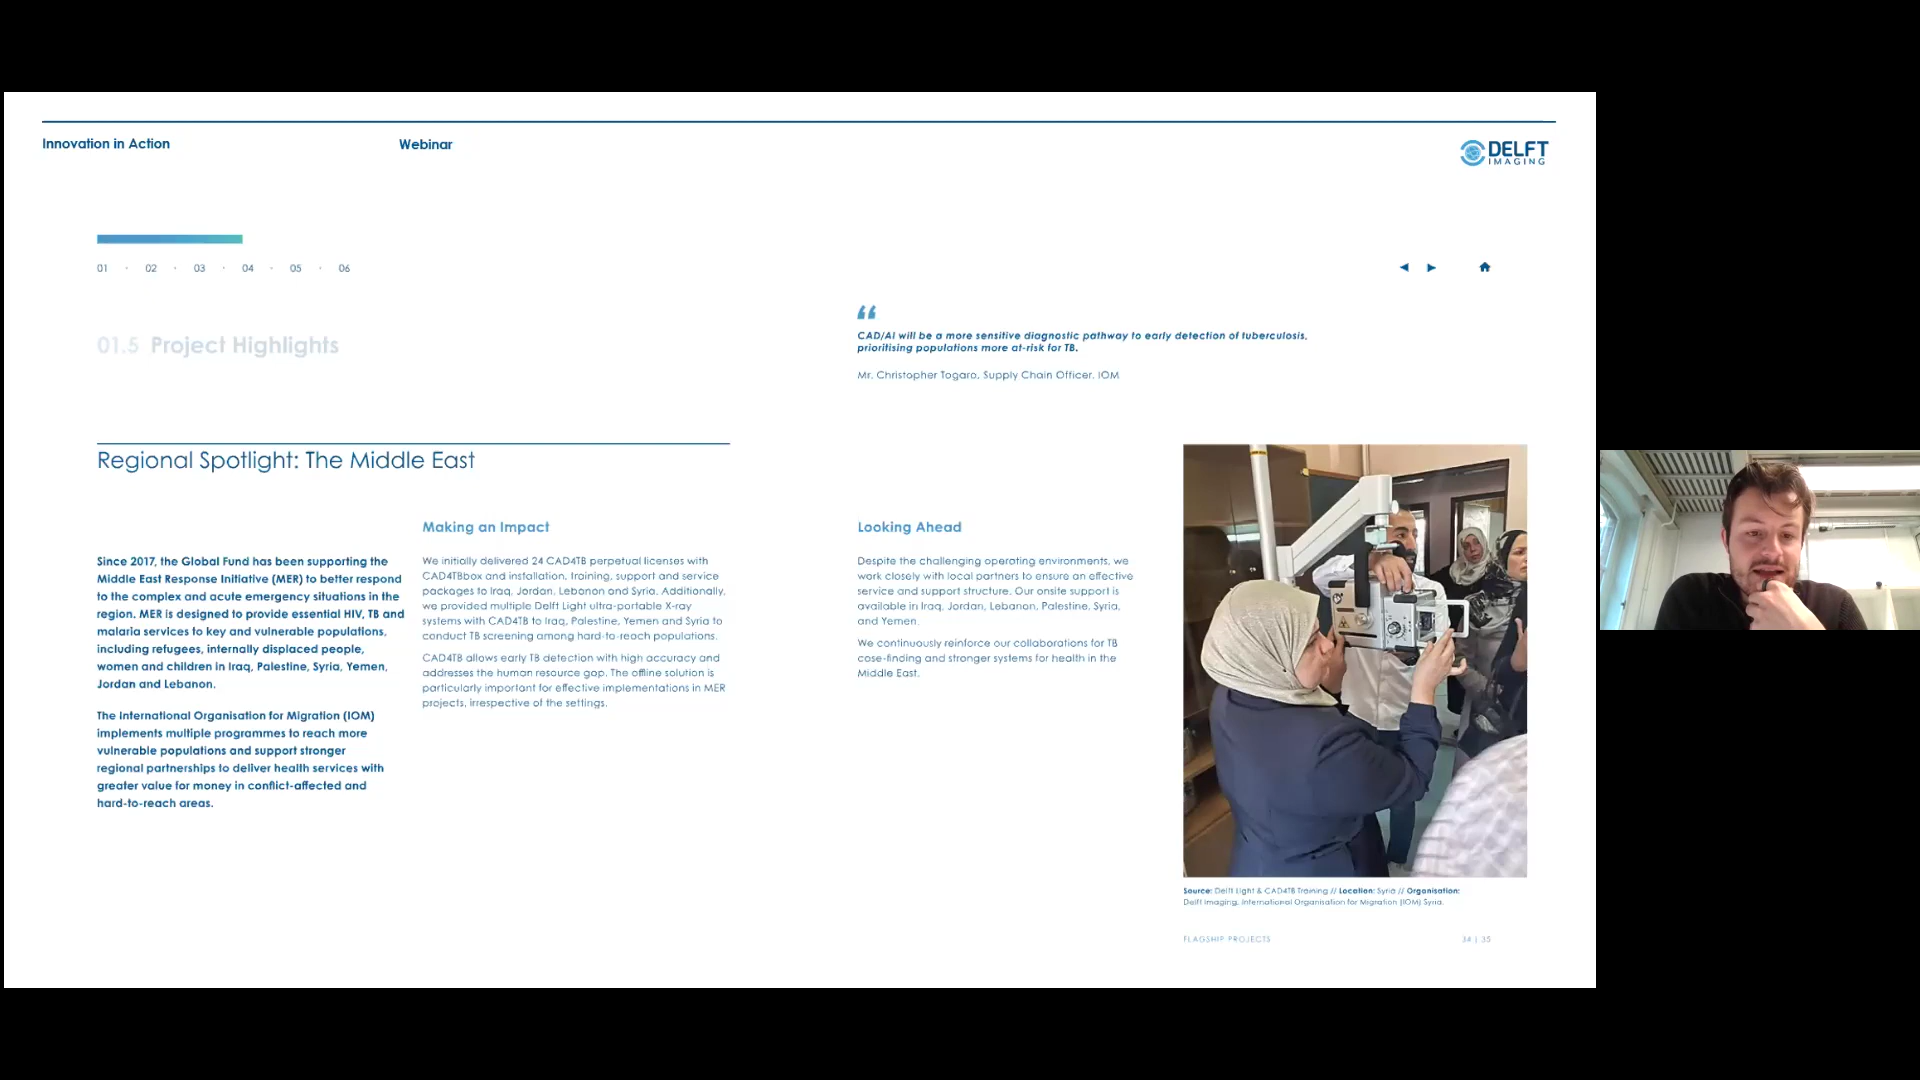 Innovation in Action
Webinar
DELFT
IMAGING
01 · 02 · 03 · 04 · 05 · 06
01.5 Project Highlights
“
CAD/AI will be a more sensitive diagnostic pathway to early detection of tuberculosis,
prioritising populations more at-risk for TB.
Mr. Christopher Togaro, Supply Chain Officer, IOM
Regional Spotlight: The Middle East
Since 2017, the Global Fund has been supporting the
Middle East Response Initiative (MER) to better respond
to the complex and acute emergency situations in the
region. MER is designed to provide essential HIV, TB and
malaria services to key and vulnerable populations,
including refugees, internally displaced people,
women and children in Iraq, Palestine, Syria, Yemen,
Jordan and Lebanon.
The International Organisation for Migration (IOM)
implements multiple programmes to reach more
vulnerable populations and support stronger
regional partnerships to deliver health services with
greater value for money in conflict-affected and
hard-to-reach areas.
Making an Impact
We initially delivered 24 CAD4TB perpetual licenses with
CAD4TBbox and installation, training, support and service
packages to Iraq, Jordan, Lebanon and Syria. Additionally,
we provided multiple Delft Light ultra-portable X-ray
systems with CAD4TB to Iraq, Palestine, Yemen and Syria to
conduct TB screening among hard-to-reach populations.
CAD4TB allows early TB detection with high accuracy and
addresses the human resource gap. The offline solution is
particularly important for effective implementations in MER
projects, irrespective of the settings.
Looking Ahead
Despite the challenging operating environments, we
work closely with local partners to ensure an effective
service and support structure. Our onsite support is
available in Iraq, Jordan, Lebanon, Palestine, Syria,
and Yemen.
We continuously reinforce our collaborations for TB
case-finding and stronger systems for health in the
Middle East.
Source: Delft Light & CAD4TB Training // Location: Syria // Organisation:
Delft Imaging, International Organisation for Migration (IOM) Syria.
FLAGSHIP PROJECTS
34 | 35